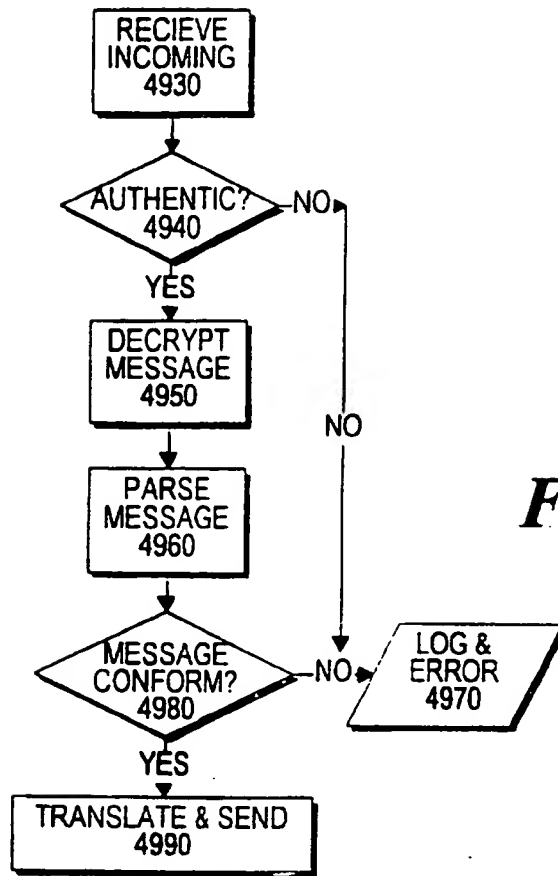 RECIEVE
INCOMING
4930
AUTHENTIC?
4940
NO
YES
DECRYPT
MESSAGE
4950
NO
PARSE
MESSAGE
4960
F
MESSAGE
CONFORM?
4980
NO
LOG &
ERROR
4970
YES
TRANSLATE & SEND
4990